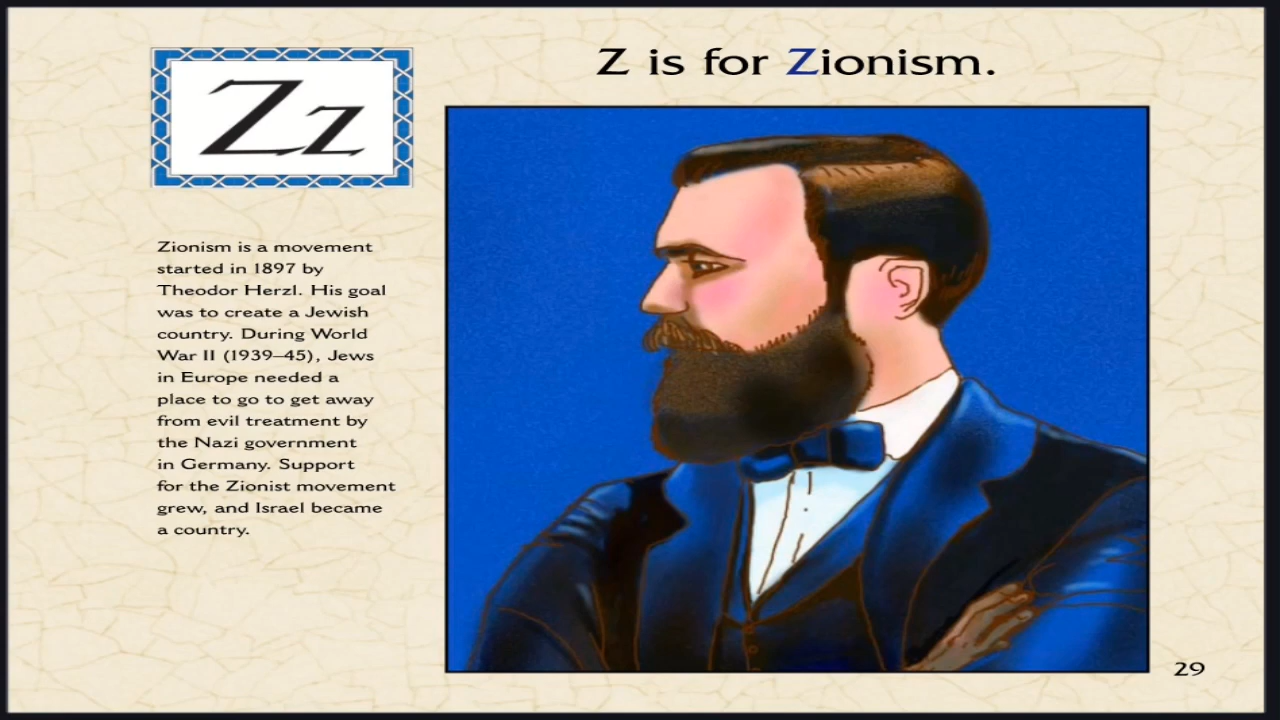 Zz
Z is for Zionism.
Zionism is a movement
started in 1897 by
Theodor Herzl. His goal
was to create a Jewish
country. During World
War II (1939–45), Jews
in Europe needed a
place to go to get away
from evil treatment by
the Nazi government
in Germany. Support
for the Zionist movement
grew, and Israel became
a country.
29